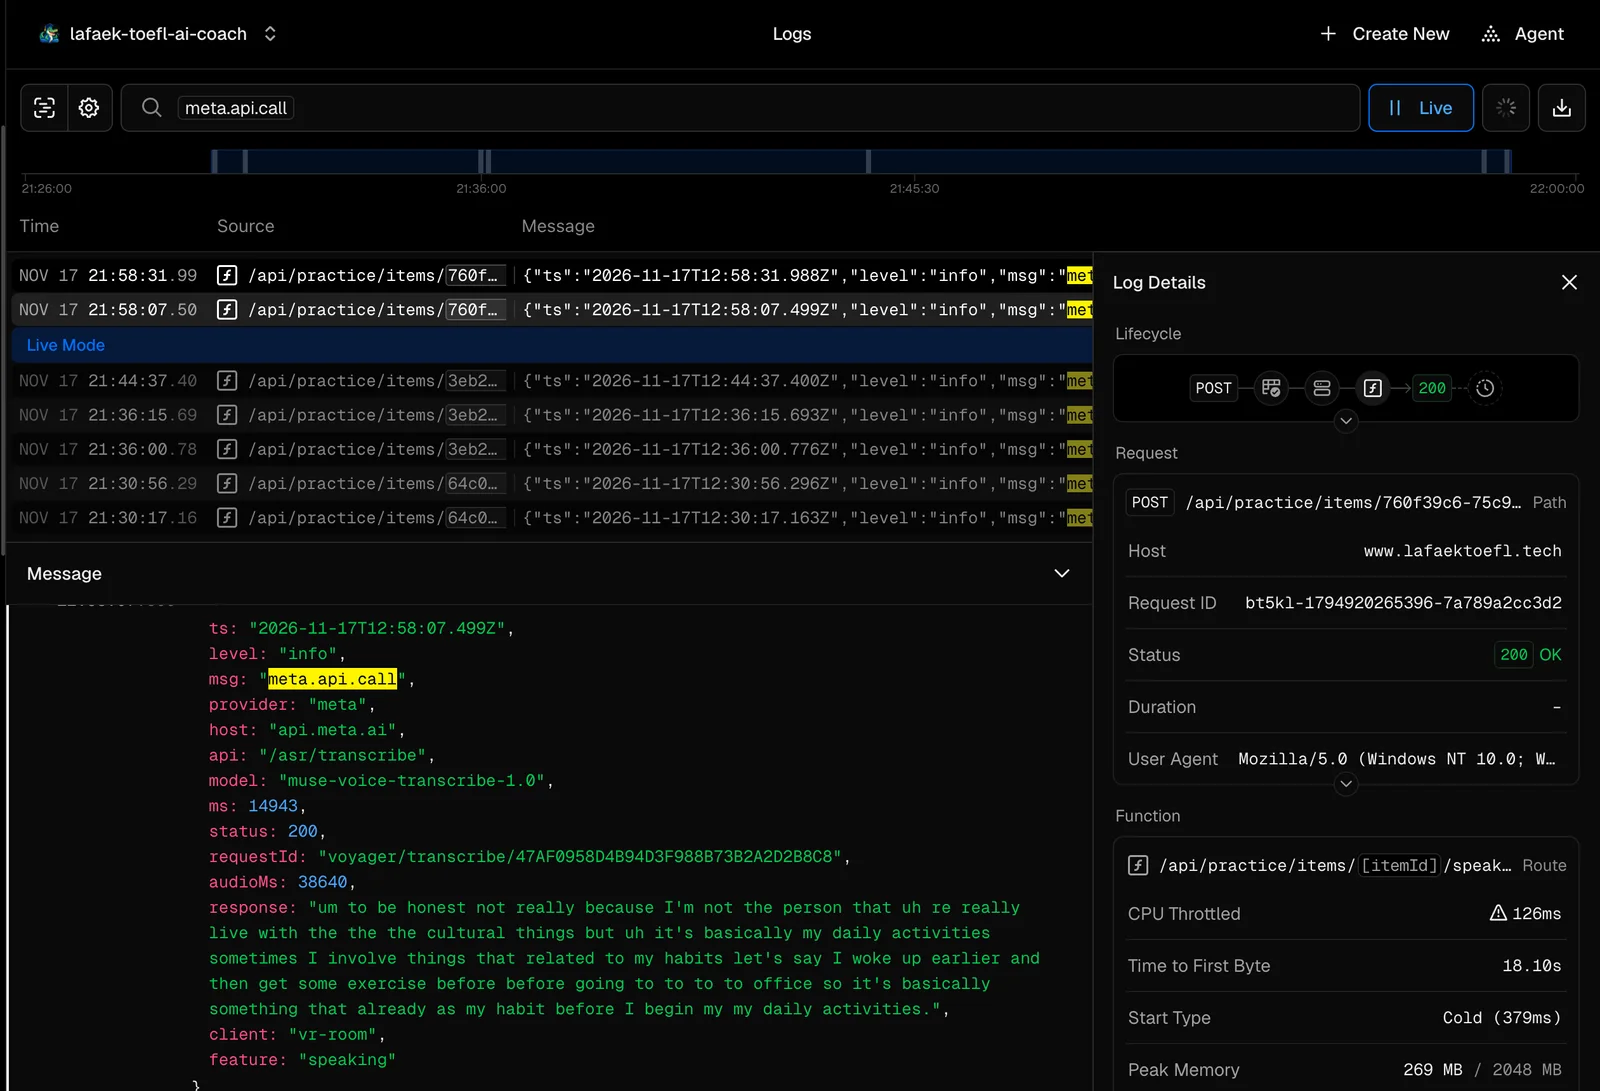 lafaek-toefl-ai-coach
Logs
Create New
Agent
meta.api.call
Live
21:26:00
21:36:00
21:45:30
22:00:00
Time
Source
Message
NOV 17 21:58:31.99 /api/practice/items/760f… {"ts":"2026-11-17T12:58:31.988Z","level":"info","msg":"met
NOV 17 21:58:07.50 /api/practice/items/760f… {"ts":"2026-11-17T12:58:07.499Z","level":"info","msg":"met
Live Mode
NOV 17 21:44:37.40 /api/practice/items/3eb2… {"ts":"2026-11-17T12:44:37.400Z","level":"info","msg":"met
NOV 17 21:36:15.69 /api/practice/items/3eb2… {"ts":"2026-11-17T12:36:15.693Z","level":"info","msg":"met
NOV 17 21:36:00.78 /api/practice/items/3eb2… {"ts":"2026-11-17T12:36:00.776Z","level":"info","msg":"met
NOV 17 21:30:56.29 /api/practice/items/64c0… {"ts":"2026-11-17T12:30:56.296Z","level":"info","msg":"met
NOV 17 21:30:17.16 /api/practice/items/64c0… {"ts":"2026-11-17T12:30:17.163Z","level":"info","msg":"met
Message
ts: "2026-11-17T12:58:07.499Z",
level: "info",
msg: "meta.api.call",
provider: "meta",
host: "api.meta.ai",
api: "/asr/transcribe",
model: "muse-voice-transcribe-1.0",
ms: 14943,
status: 200,
requestId: "voyager/transcribe/47AF0958D4B94D3F988B73B2A2D2B8C8",
audioMs: 38640,
response: "um to be honest not really because I'm not the person that uh re really
live with the the the cultural things but uh it's basically my daily activities
sometimes I involve things that related to my habits let's say I woke up earlier and
then get some exercise before before going to to to to office so it's basically
something that already as my habit before I begin my my daily activities.",
client: "vr-room",
feature: "speaking"
}
Log Details
Lifecycle
POST
200
Request
POST /api/practice/items/760f39c6-75c9… Path
Host www.lafaektoefl.tech
Request ID bt5kl-1794920265396-7a789a2cc3d2
Status 200 OK
Duration -
User Agent Mozilla/5.0 (Windows NT 10.0; W…
Function
/api/practice/items/[itemId]/speak… Route
CPU Throttled 126ms
Time to First Byte 18.10s
Start Type Cold (379ms)
Peak Memory 269 MB / 2048 MB